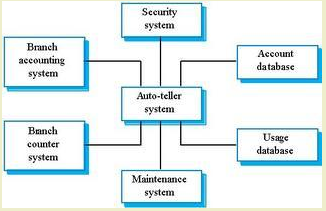 Security
system
Branch
accounting
system
Account
database
Auto-teller
system
Branch
counter
system
Usage
database
Maintenance
system